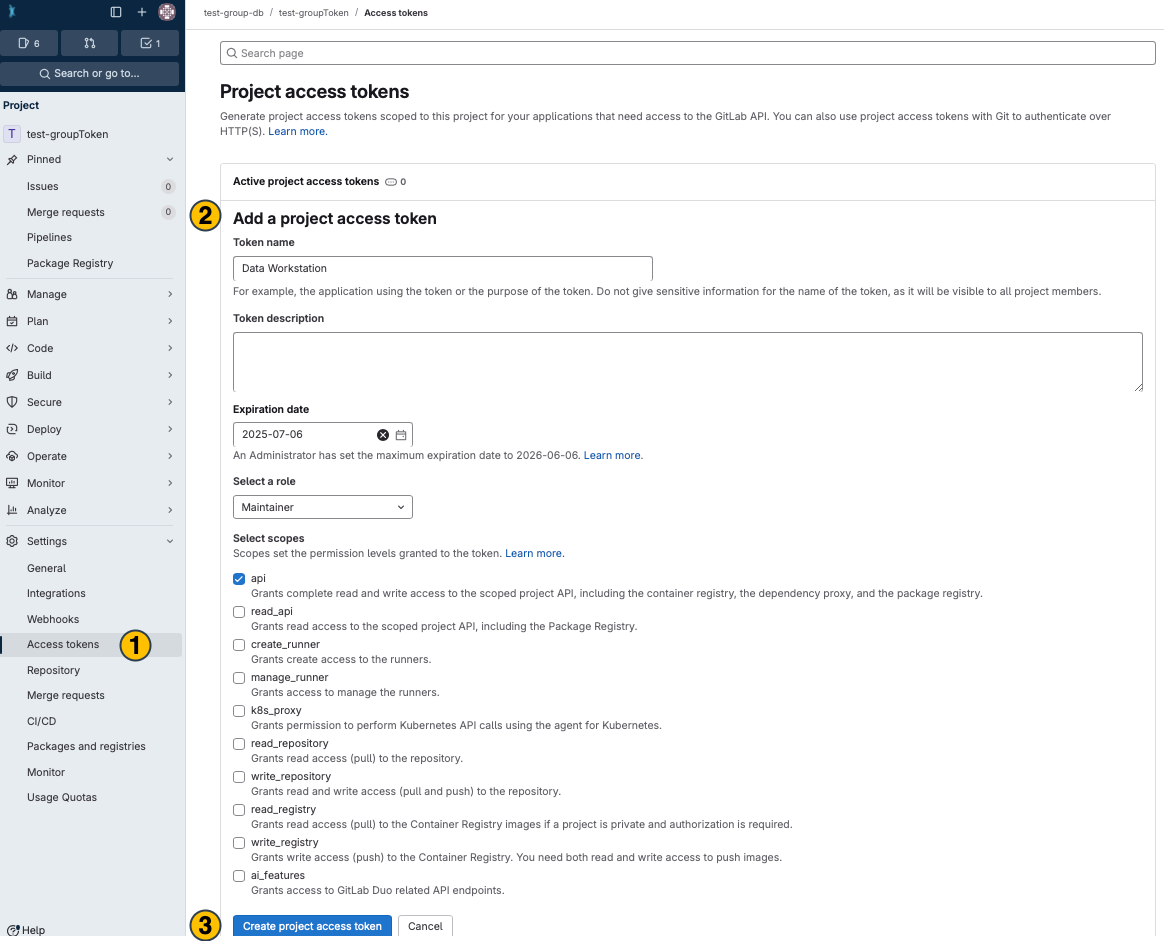 test-group-db / test-groupToken / Access tokens
6
1
Search or go to...
Project
T test-groupToken
Pinned
Issues 0
Merge requests 0
Pipelines
Package Registry
Manage
Plan
Code
Build
Secure
Deploy
Operate
Monitor
Analyze
Settings
General
Integrations
Webhooks
Access tokens 1
Repository
Merge requests
CI/CD
Packages and registries
Monitor
Usage Quotas
Help
Search page
Project access tokens
Generate project access tokens scoped to this project for your applications that need access to the GitLab API. You can also use project access tokens with Git to authenticate over
HTTP(S). Learn more.
Active project access tokens 0
2 Add a project access token
Token name
Data Workstation
For example, the application using the token or the purpose of the token. Do not give sensitive information for the name of the token, as it will be visible to all project members.
Token description
Expiration date
2025-07-06
An Administrator has set the maximum expiration date to 2026-06-06. Learn more.
Select a role
Maintainer
Select scopes
Scopes set the permission levels granted to the token. Learn more.
api
Grants complete read and write access to the scoped project API, including the container registry, the dependency proxy, and the package registry.
read_api
Grants read access to the scoped project API, including the Package Registry.
create_runner
Grants create access to the runners.
manage_runner
Grants access to manage the runners.
k8s_proxy
Grants permission to perform Kubernetes API calls using the agent for Kubernetes.
read_repository
Grants read access (pull) to the repository.
write_repository
Grants read and write access (pull and push) to the repository.
read_registry
Grants read access (pull) to the Container Registry images if a project is private and authorization is required.
write_registry
Grants write access (push) to the Container Registry. You need both read and write access to push images.
ai_features
Grants access to GitLab Duo related API endpoints.
3 Create project access token Cancel